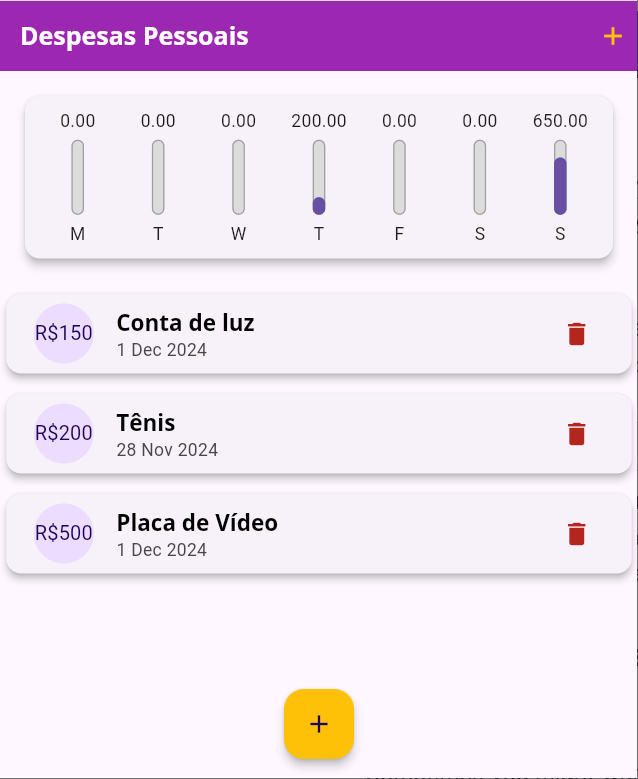 Despesas Pessoais
0.00 0.00 0.00 200.00 0.00 0.00 650.00
M T W T F S S
R$150 Conta de luz
1 Dec 2024
R$200 Tênis
28 Nov 2024
R$500 Placa de Vídeo
1 Dec 2024